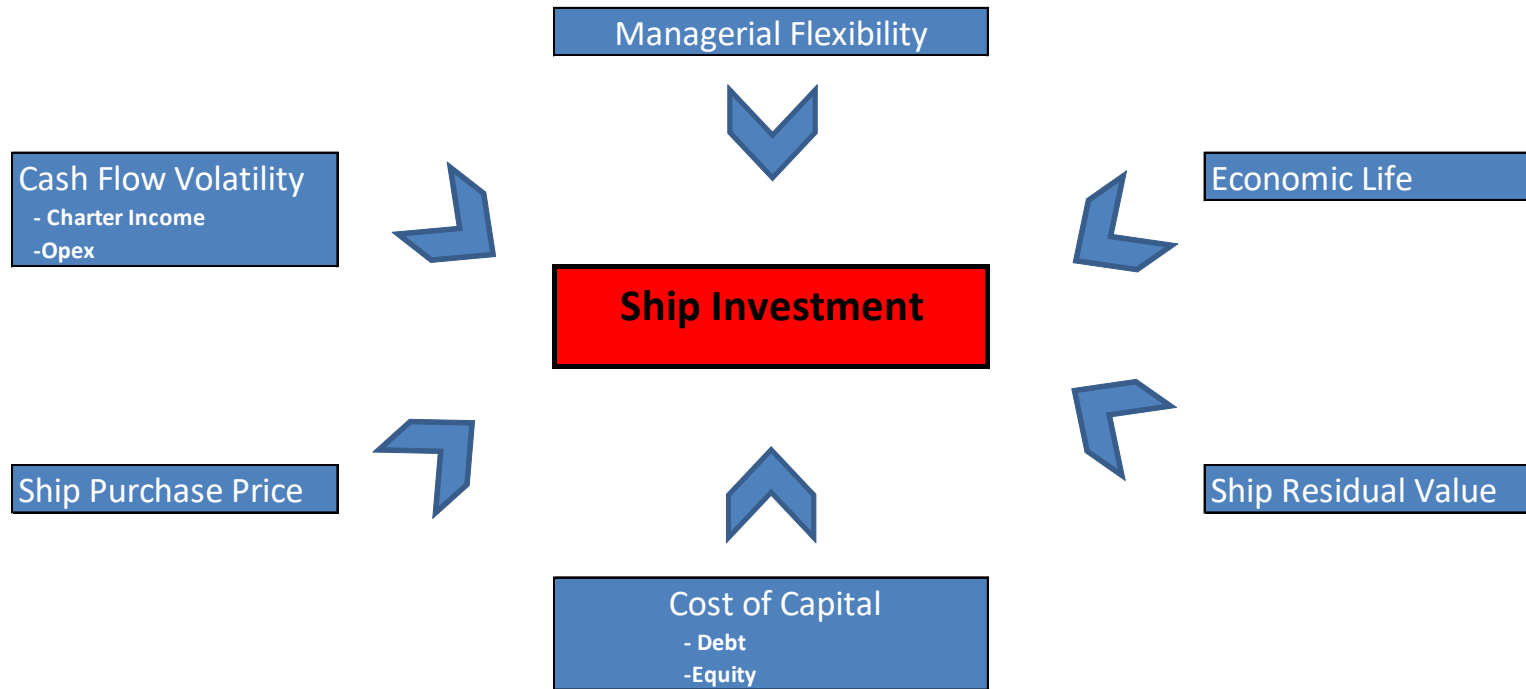 Managerial Flexibility
Cash Flow Volatility
- Charter Income
-Opex
Economic Life
Ship Investment
Ship Purchase Price
Ship Residual Value
Cost of Capital
- Debt
-Equity